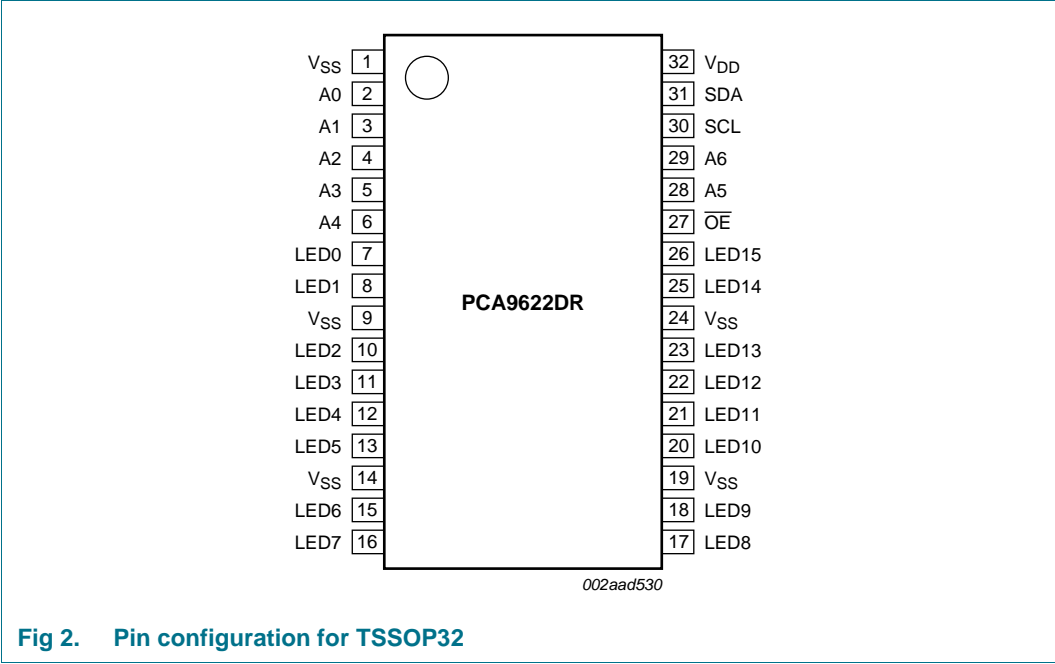 VSS 1 32 VDD
A0 2 31 SDA
A1 3 30 SCL
A2 4 29 A6
A3 5 28 A5
A4 6 27 O̅E̅
LED0 7 26 LED15
LED1 8 25 LED14
PCA9622DR
VSS 9 24 VSS
LED2 10 23 LED13
LED3 11 22 LED12
LED4 12 21 LED11
LED5 13 20 LED10
VSS 14 19 VSS
LED6 15 18 LED9
LED7 16 17 LED8
002aad530
Fig 2. Pin configuration for TSSOP32